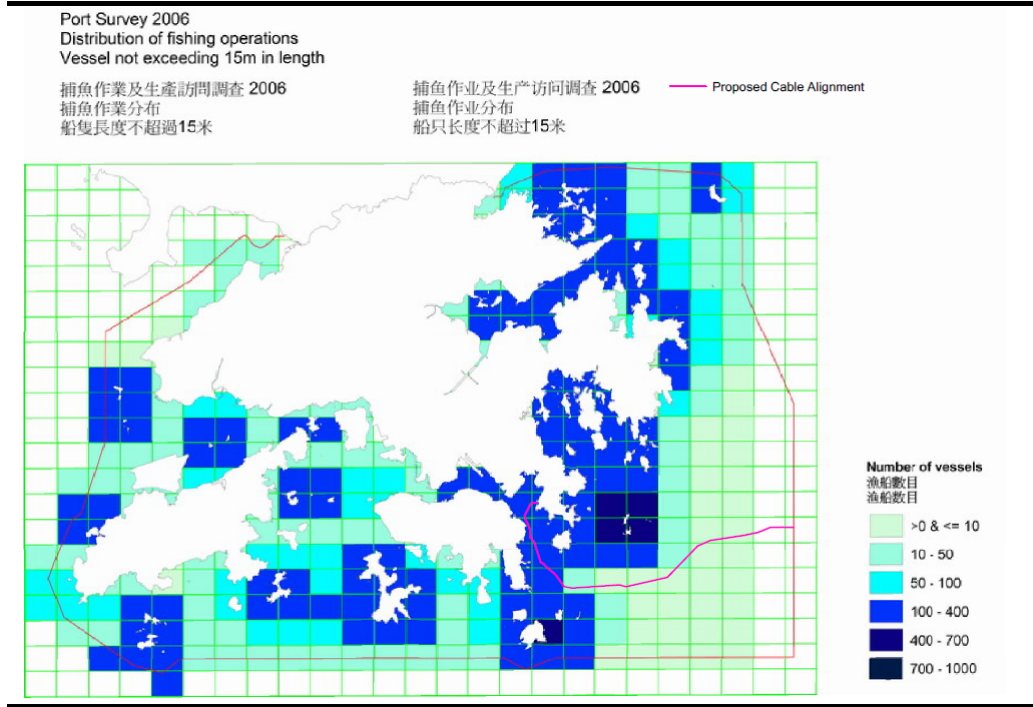 Port Survey 2006
Distribution of fishing operations
Vessel not exceeding 15m in length
捕魚作業及生產訪問調查 2006
捕魚作業分布
船隻長度不超過15米
捕鱼作业及生产访问调查 2006
捕鱼作业分布
船只长度不超过15米
Proposed Cable Alignment
Number of vessels
漁船數目
渔船数目
>0 & <= 10
10 - 50
50 - 100
100 - 400
400 - 700
700 - 1000